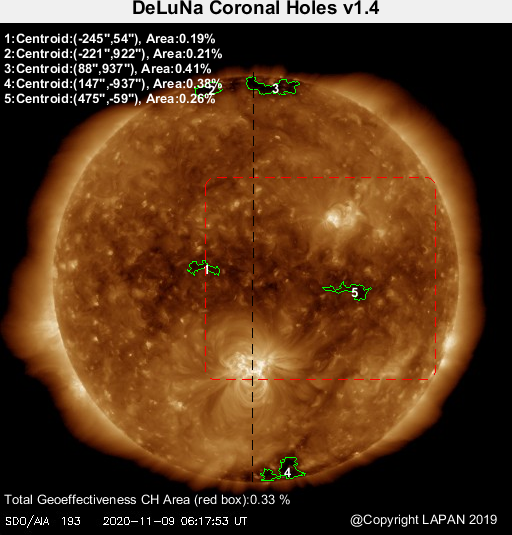 DeLuNa Coronal Holes v1.4
1:Centroid:(-245",54"), Area:0.19%
2:Centroid:(-221",922"), Area:0.21%
3:Centroid:(88",937"), Area:0.41%
4:Centroid:(147",-937"), Area:0.38%
5:Centroid:(475",-59"), Area:0.26%
2
3
1
5
4
Total Geoeffectiveness CH Area (red box):0.33 %
SDO/AIA 193 2020-11-09 06:17:53 UT
@Copyright LAPAN 2019